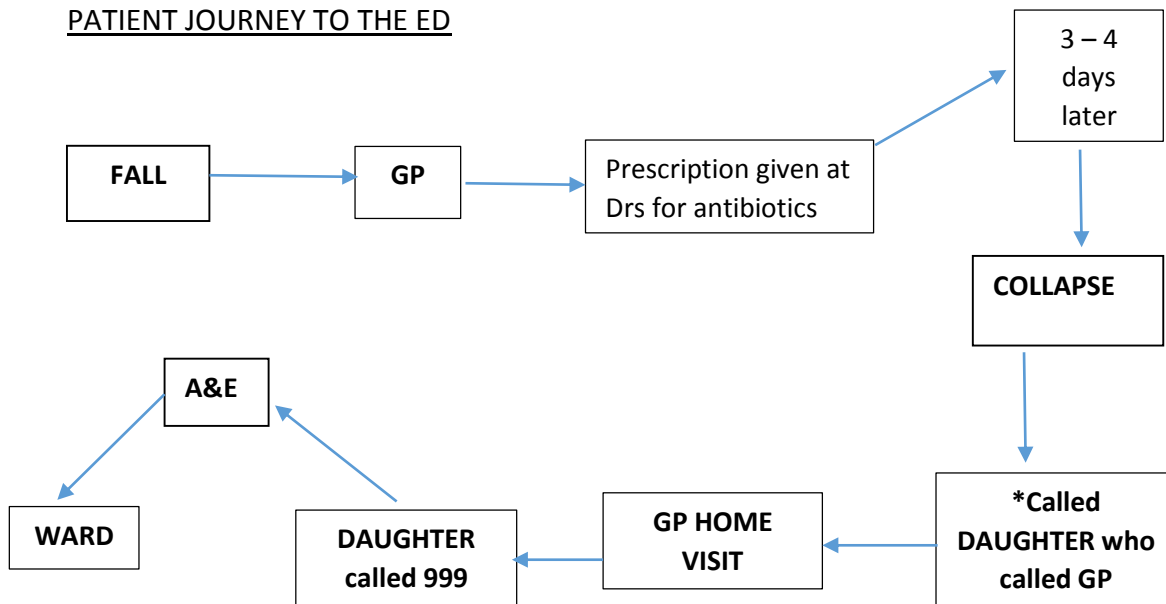 PATIENT JOURNEY TO THE ED
FALL
GP
Prescription given at
Drs for antibiotics
3 – 4
days
later
COLLAPSE
*Called
DAUGHTER who
called GP
GP HOME
VISIT
DAUGHTER
called 999
A&E
WARD